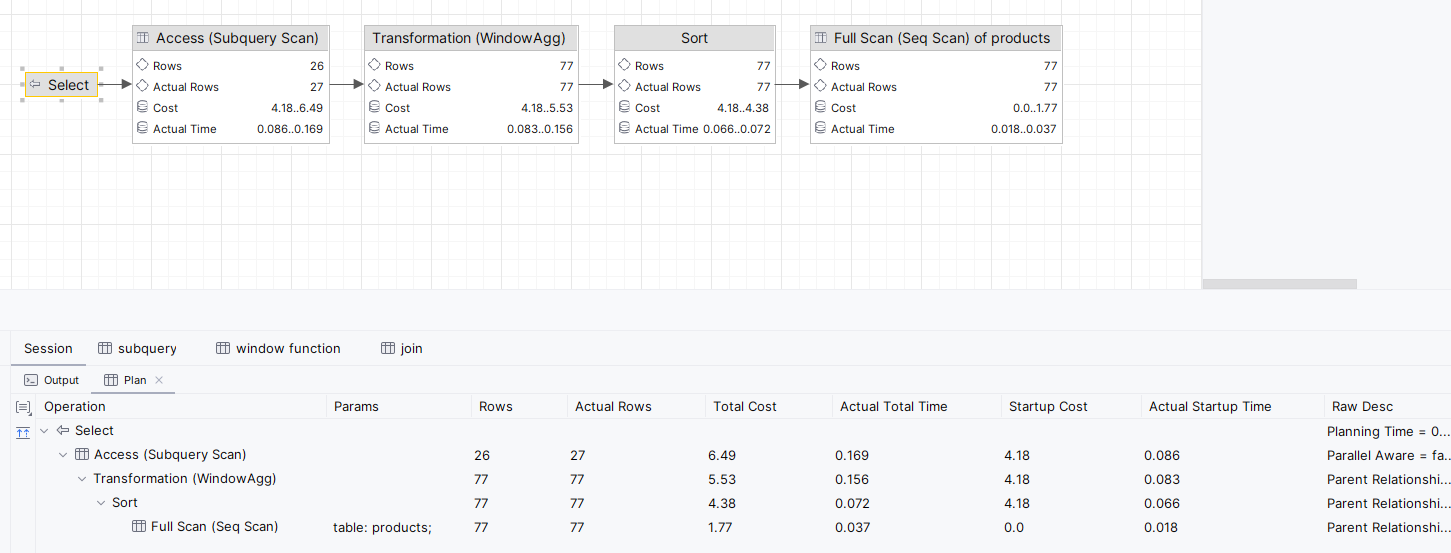 Select
Access (Subquery Scan)
Rows 26
Actual Rows 27
Cost 4.18..6.49
Actual Time 0.086..0.169
Transformation (WindowAgg)
Rows 77
Actual Rows 77
Cost 4.18..5.53
Actual Time 0.083..0.156
Sort
Rows 77
Actual Rows 77
Cost 4.18..4.38
Actual Time 0.066..0.072
Full Scan (Seq Scan) of products
Rows 77
Actual Rows 77
Cost 0.0..1.77
Actual Time 0.018..0.037
Session subquery window function join
Output Plan
Operation Params Rows Actual Rows Total Cost Actual Total Time Startup Cost Actual Startup Time Raw Desc
Select Planning Time = 0...
Access (Subquery Scan) 26 27 6.49 0.169 4.18 0.086 Parallel Aware = fa...
Transformation (WindowAgg) 77 77 5.53 0.156 4.18 0.083 Parent Relationshi...
Sort 77 77 4.38 0.072 4.18 0.066 Parent Relationshi...
Full Scan (Seq Scan) table: products; 77 77 1.77 0.037 0.0 0.018 Parent Relationshi...